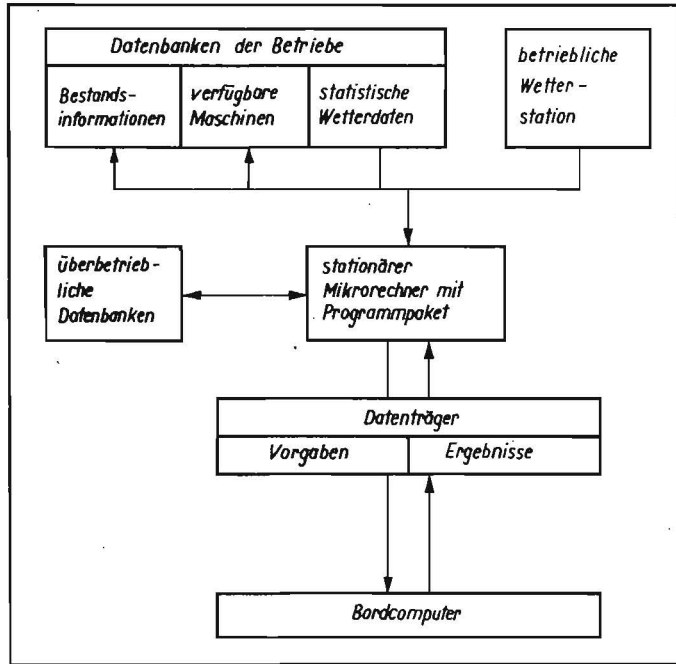 Datenbanken der Betriebe
Bestands-
informationen
verfügbare
Maschinen
statistische
Wetterdaten
betriebliche
Wetter-
station
überbetrieb-
liche
Datenbanken
stationärer
Mikrorechner mit
Programmpaket
Datenträger
Vorgaben
Ergebnisse
Bordcomputer